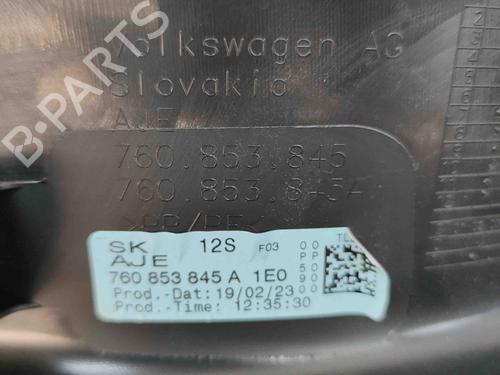 Volkswagen AG
Slovakia
AJE
760.853.845
760.853.845A
>PP/PE<
SK 12S F03
AJE
760 853 845 A 1E0
Prod.-Dat: 19/02/23
Prod.-Time: 12:35:30
B-PARTS